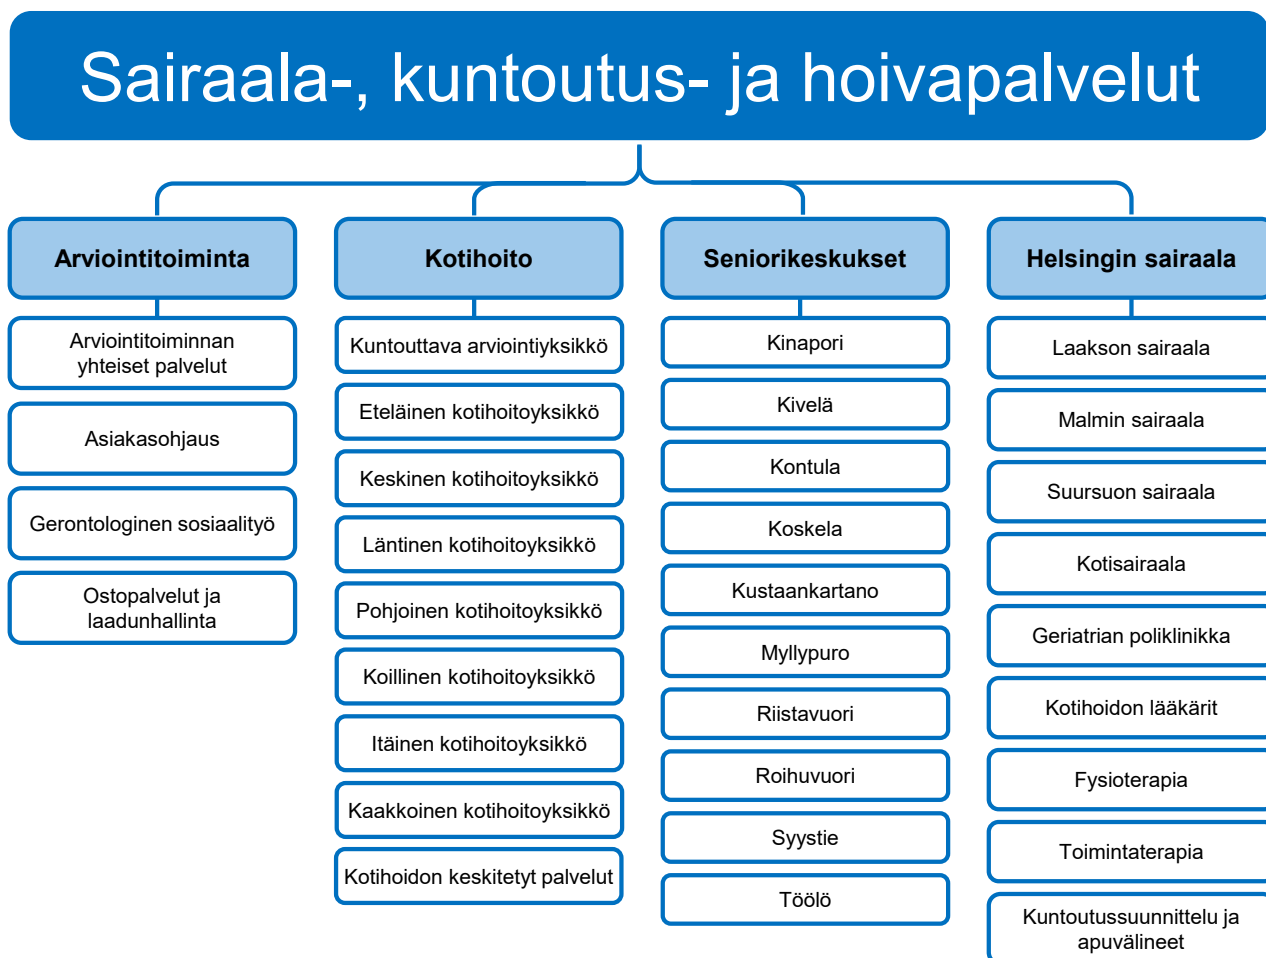 Sairaala-, kuntoutus- ja hoivapalvelut
Arviointitoiminta
Arviointitoiminnan
yhteiset palvelut
Asiakasohjaus
Gerontologinen sosiaalityö
Ostopalvelut ja
laadunhallinta
Kotihoito
Kuntouttava arviointiyksikkö
Eteläinen kotihoitoyksikkö
Keskinen kotihoitoyksikkö
Läntinen kotihoitoyksikkö
Pohjoinen kotihoitoyksikkö
Koillinen kotihoitoyksikkö
Itäinen kotihoitoyksikkö
Kaakkoinen kotihoitoyksikkö
Kotihoidon keskitetyt palvelut
Seniorikeskukset
Kinapori
Kivelä
Kontula
Koskela
Kustaankartano
Myllypuro
Riistavuori
Roihuvuori
Syystie
Töölö
Helsingin sairaala
Laakson sairaala
Malmin sairaala
Suursuon sairaala
Kotisairaala
Geriatrian poliklinikka
Kotihoidon lääkärit
Fysioterapia
Toimintaterapia
Kuntoutussuunnittelu ja
apuvälineet